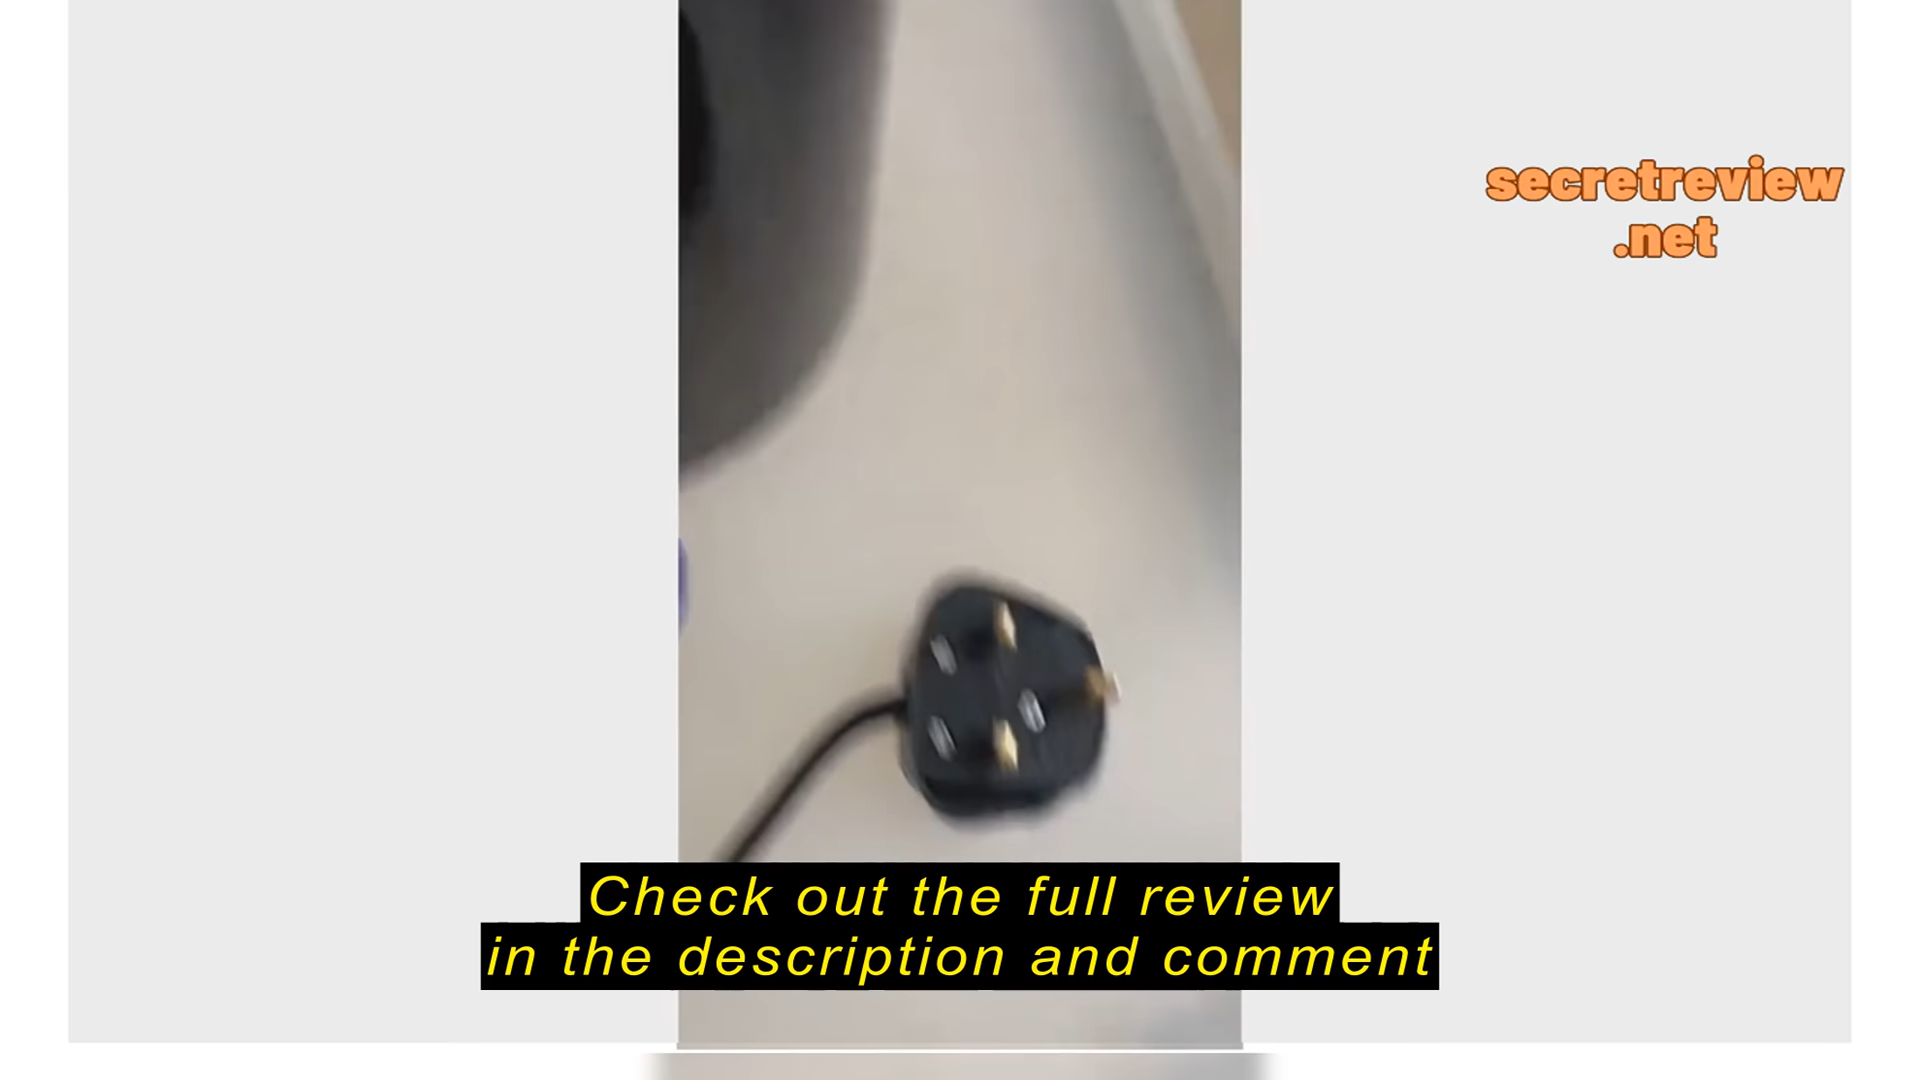 secretreview
.net
Check out the full review
in the description and comment